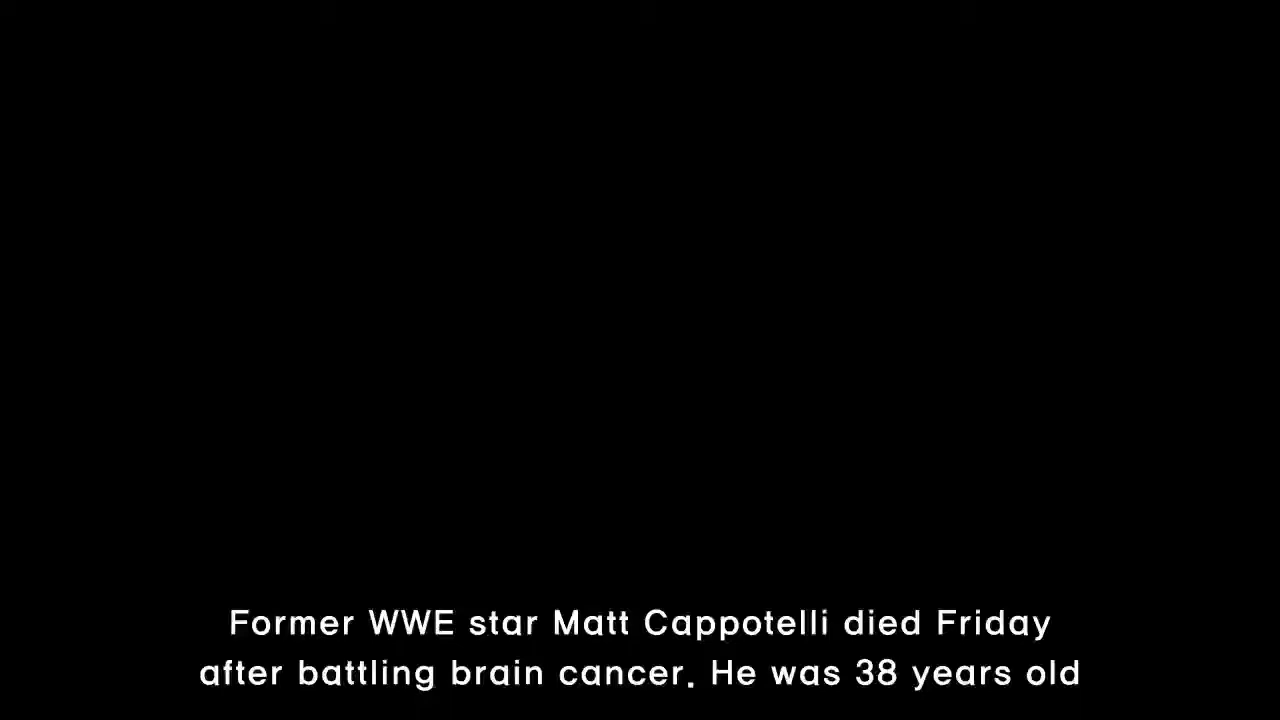 Former WWE star Matt Cappotelli died Friday
after battling brain cancer. He was 38 years old